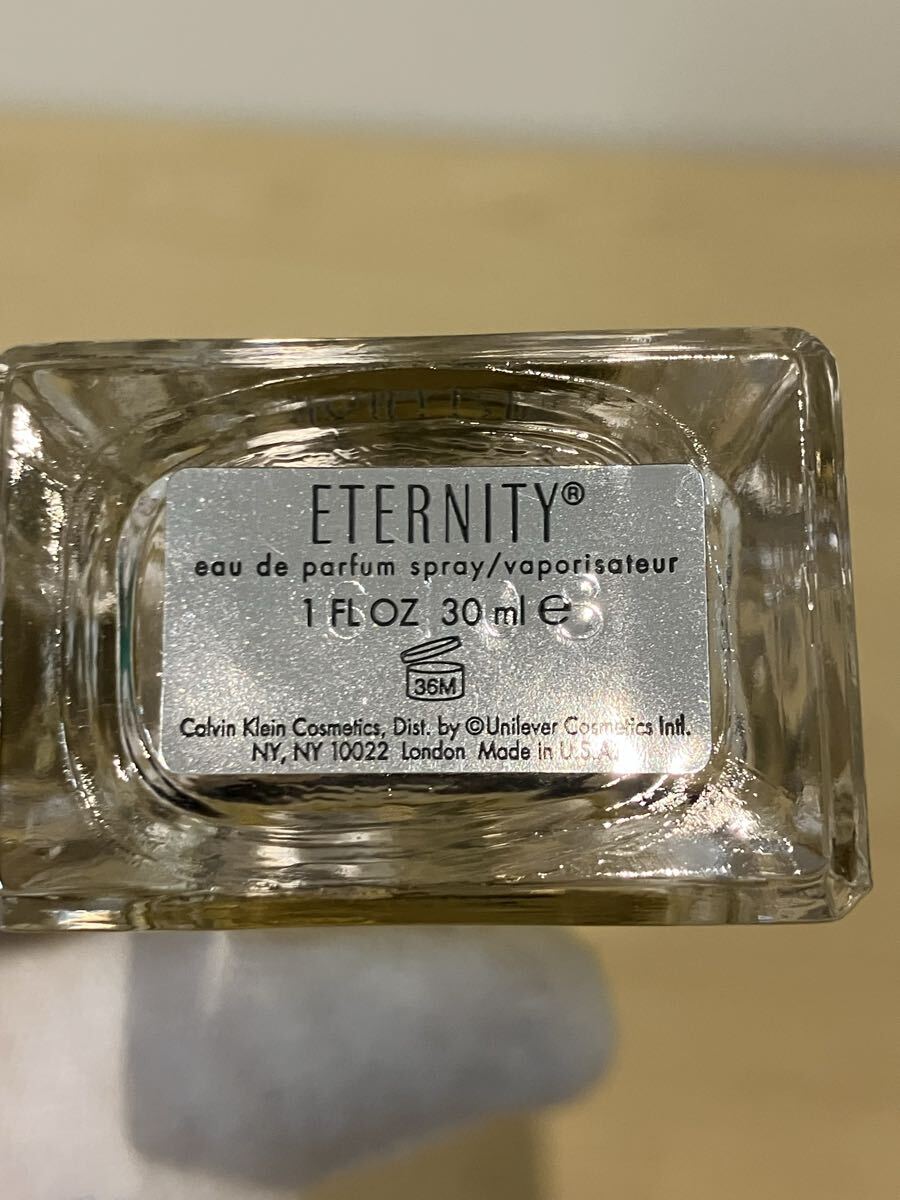 ETERNITY®
eau de parfum spray/vaporisateur
1 FL OZ 30 ml ℮
36M
Calvin Klein Cosmetics, Dist. by ©Unilever Cosmetics Intl.
NY, NY 10022 London Made in U.S.A.